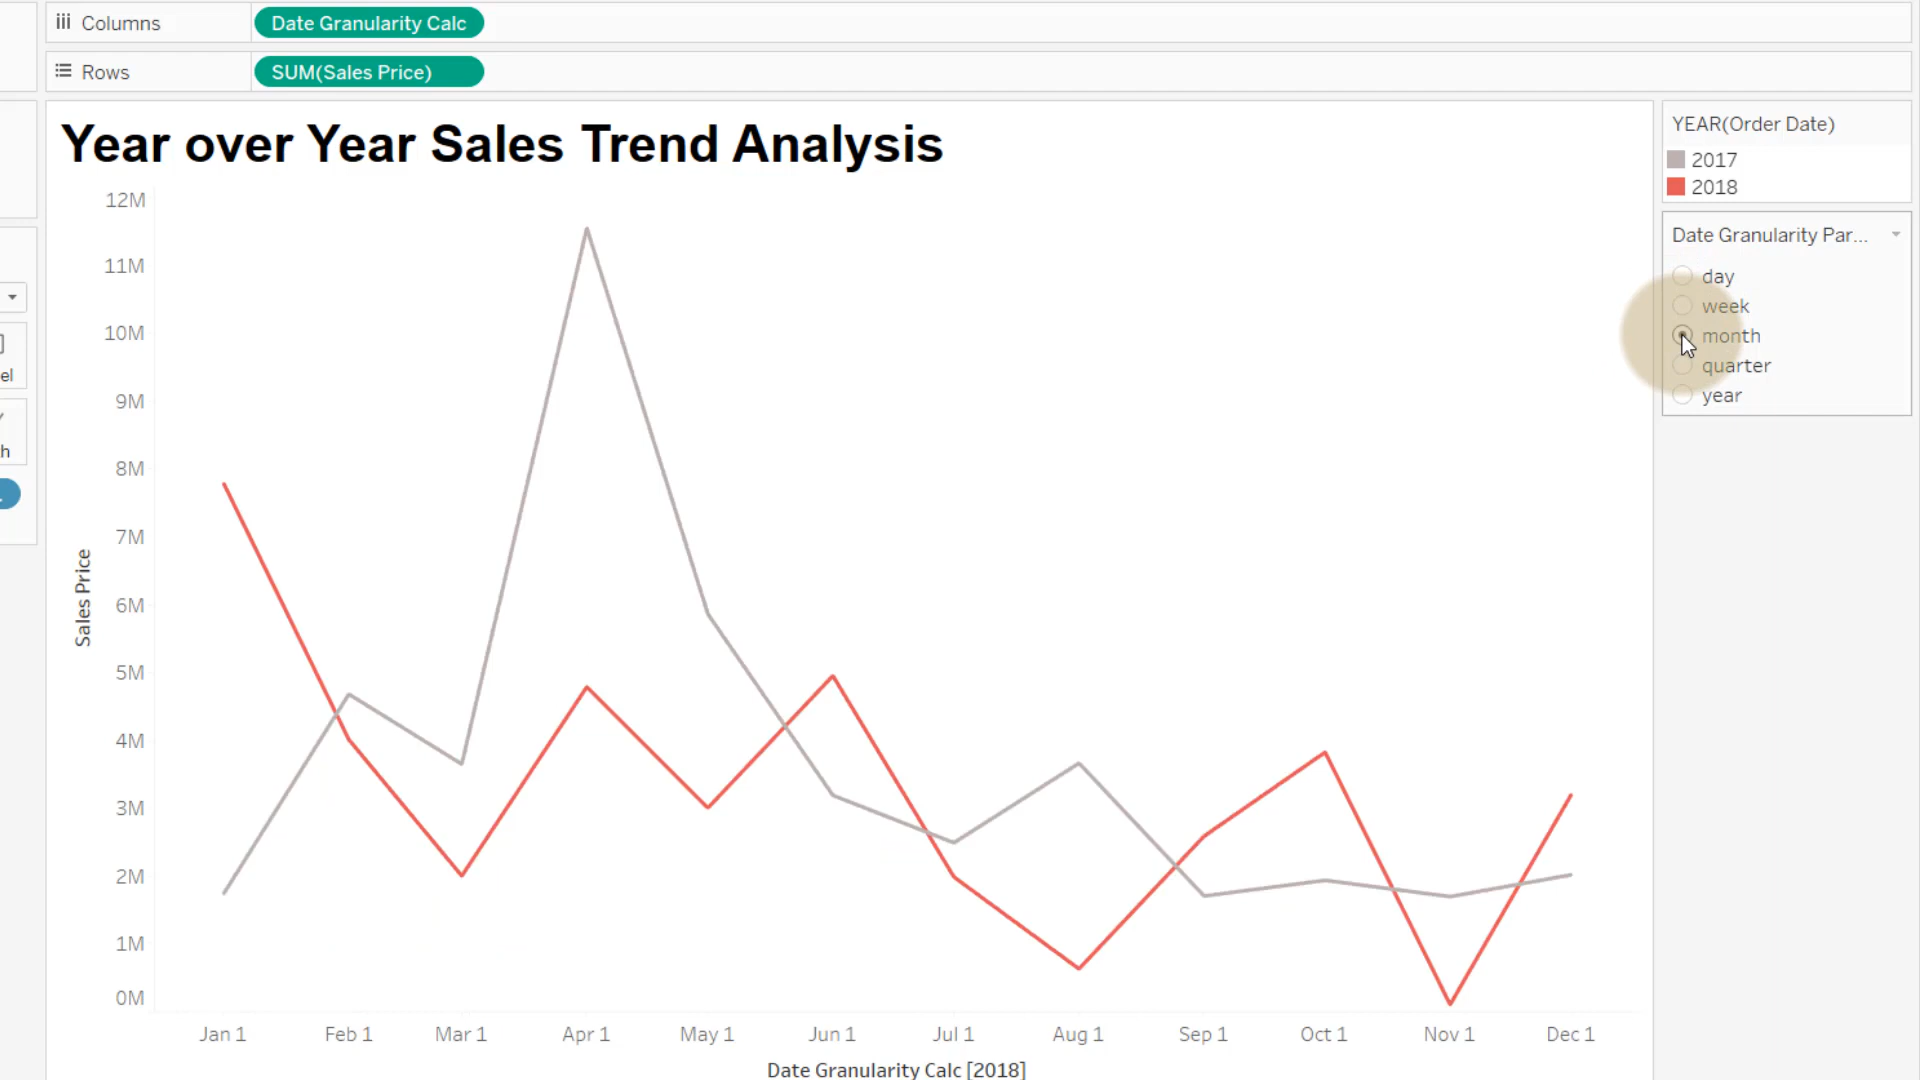 Columns
Date Granularity Calc
Rows
SUM(Sales Price)
Year over Year Sales Trend Analysis
YEAR(Order Date)
2017
2018
Date Granularity Par...
day
week
month
quarter
year
el
h
12M
11M
10M
9M
8M
7M
6M
5M
4M
3M
2M
1M
0M
Sales Price
Jan 1 Feb 1 Mar 1 Apr 1 May 1 Jun 1 Jul 1 Aug 1 Sep 1 Oct 1 Nov 1 Dec 1
Date Granularity Calc [2018]